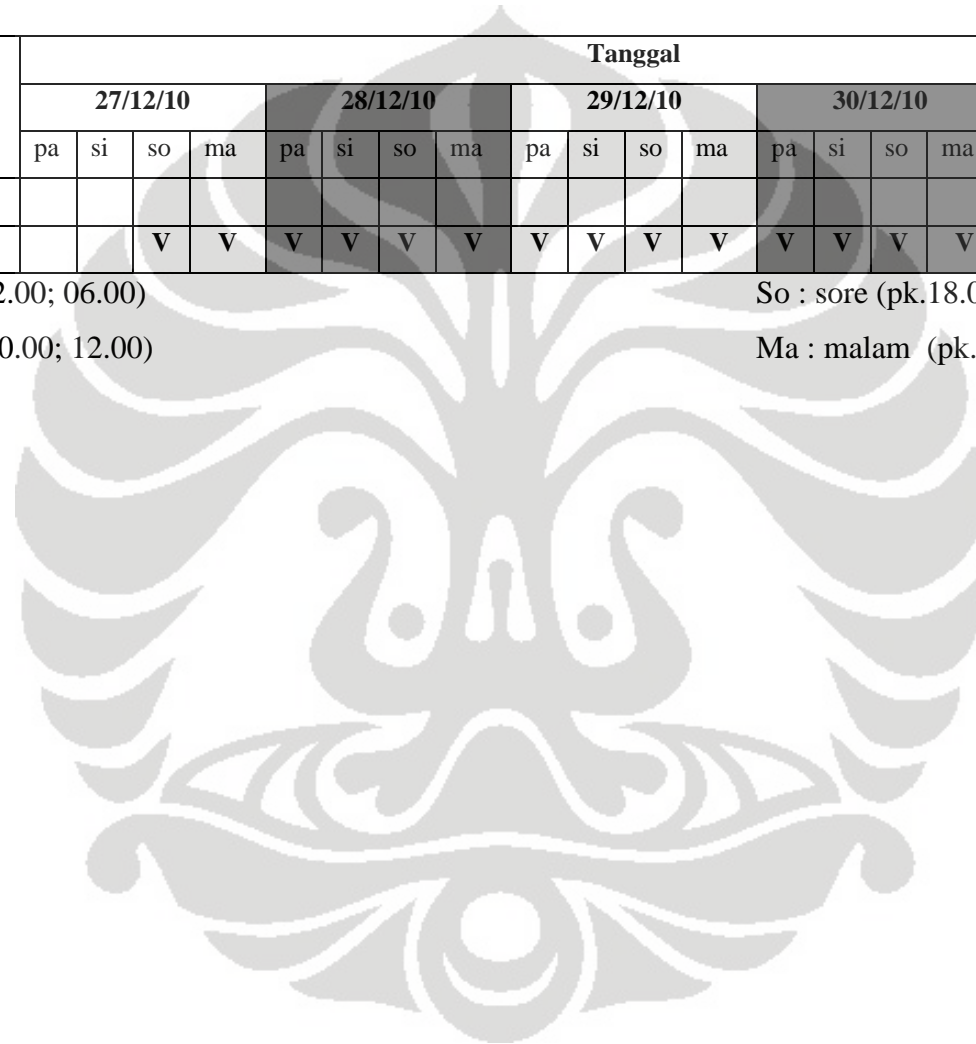 Tanggal
27/12/10 28/12/10 29/12/10 30/12/10
pa si so ma pa si so ma pa si so ma pa si so ma
V V V V V V V V V V V V V V
2.00; 06.00) So : sore (pk.18.0
0.00; 12.00) Ma : malam (pk.